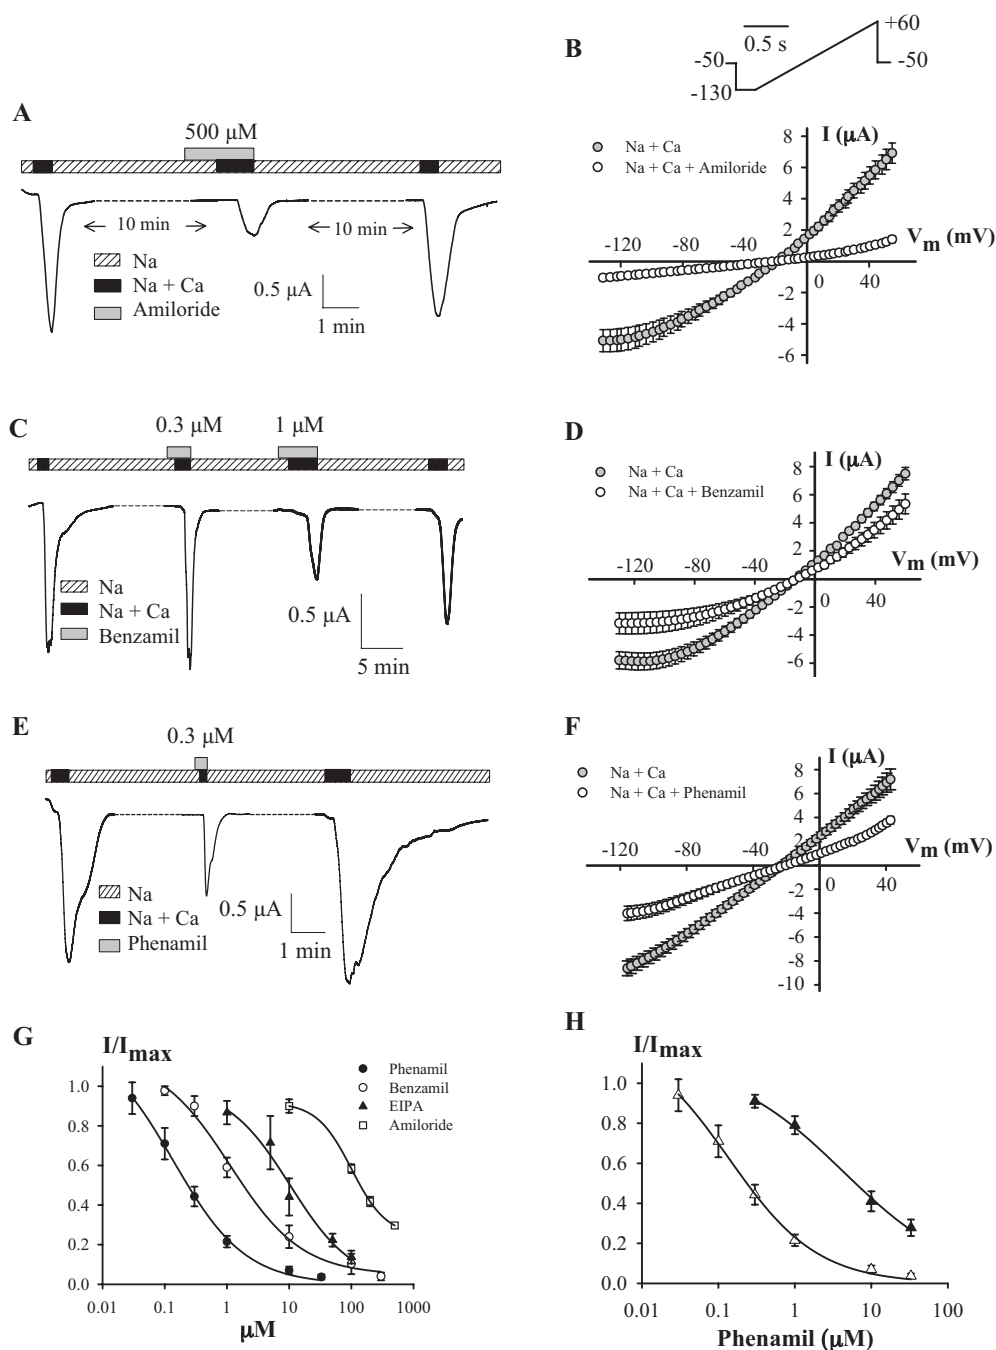 A
500 μM
10 min
10 min
Na
Na + Ca
Amiloride
0.5 μA
1 min
B
0.5 s
+60
-50
-50
-130
I (μA)
Na + Ca
Na + Ca + Amiloride
8
6
4
2
-2
-4
-6
Vm (mV)
-120
-80
-40
0
40
C
0.3 μM
1 μM
Na
Na + Ca
Benzamil
0.5 μA
5 min
D
I (μA)
Na + Ca
Na + Ca + Benzamil
8
6
4
2
-2
-4
-6
Vm (mV)
-120
-80
-40
0
40
E
0.3 μM
Na
Na + Ca
Phenamil
0.5 μA
1 min
F
I (μA)
Na + Ca
Na + Ca + Phenamil
8
6
4
2
-2
-4
-6
-8
-10
Vm (mV)
-120
-80
-40
0
40
G
I/Imax
Phenamil
Benzamil
EIPA
Amiloride
1.0
0.8
0.6
0.4
0.2
0.0
0.01
0.1
1
10
100
1000
μM
H
I/Imax
1.0
0.8
0.6
0.4
0.2
0.0
0.01
0.1
1
10
100
Phenamil (μM)